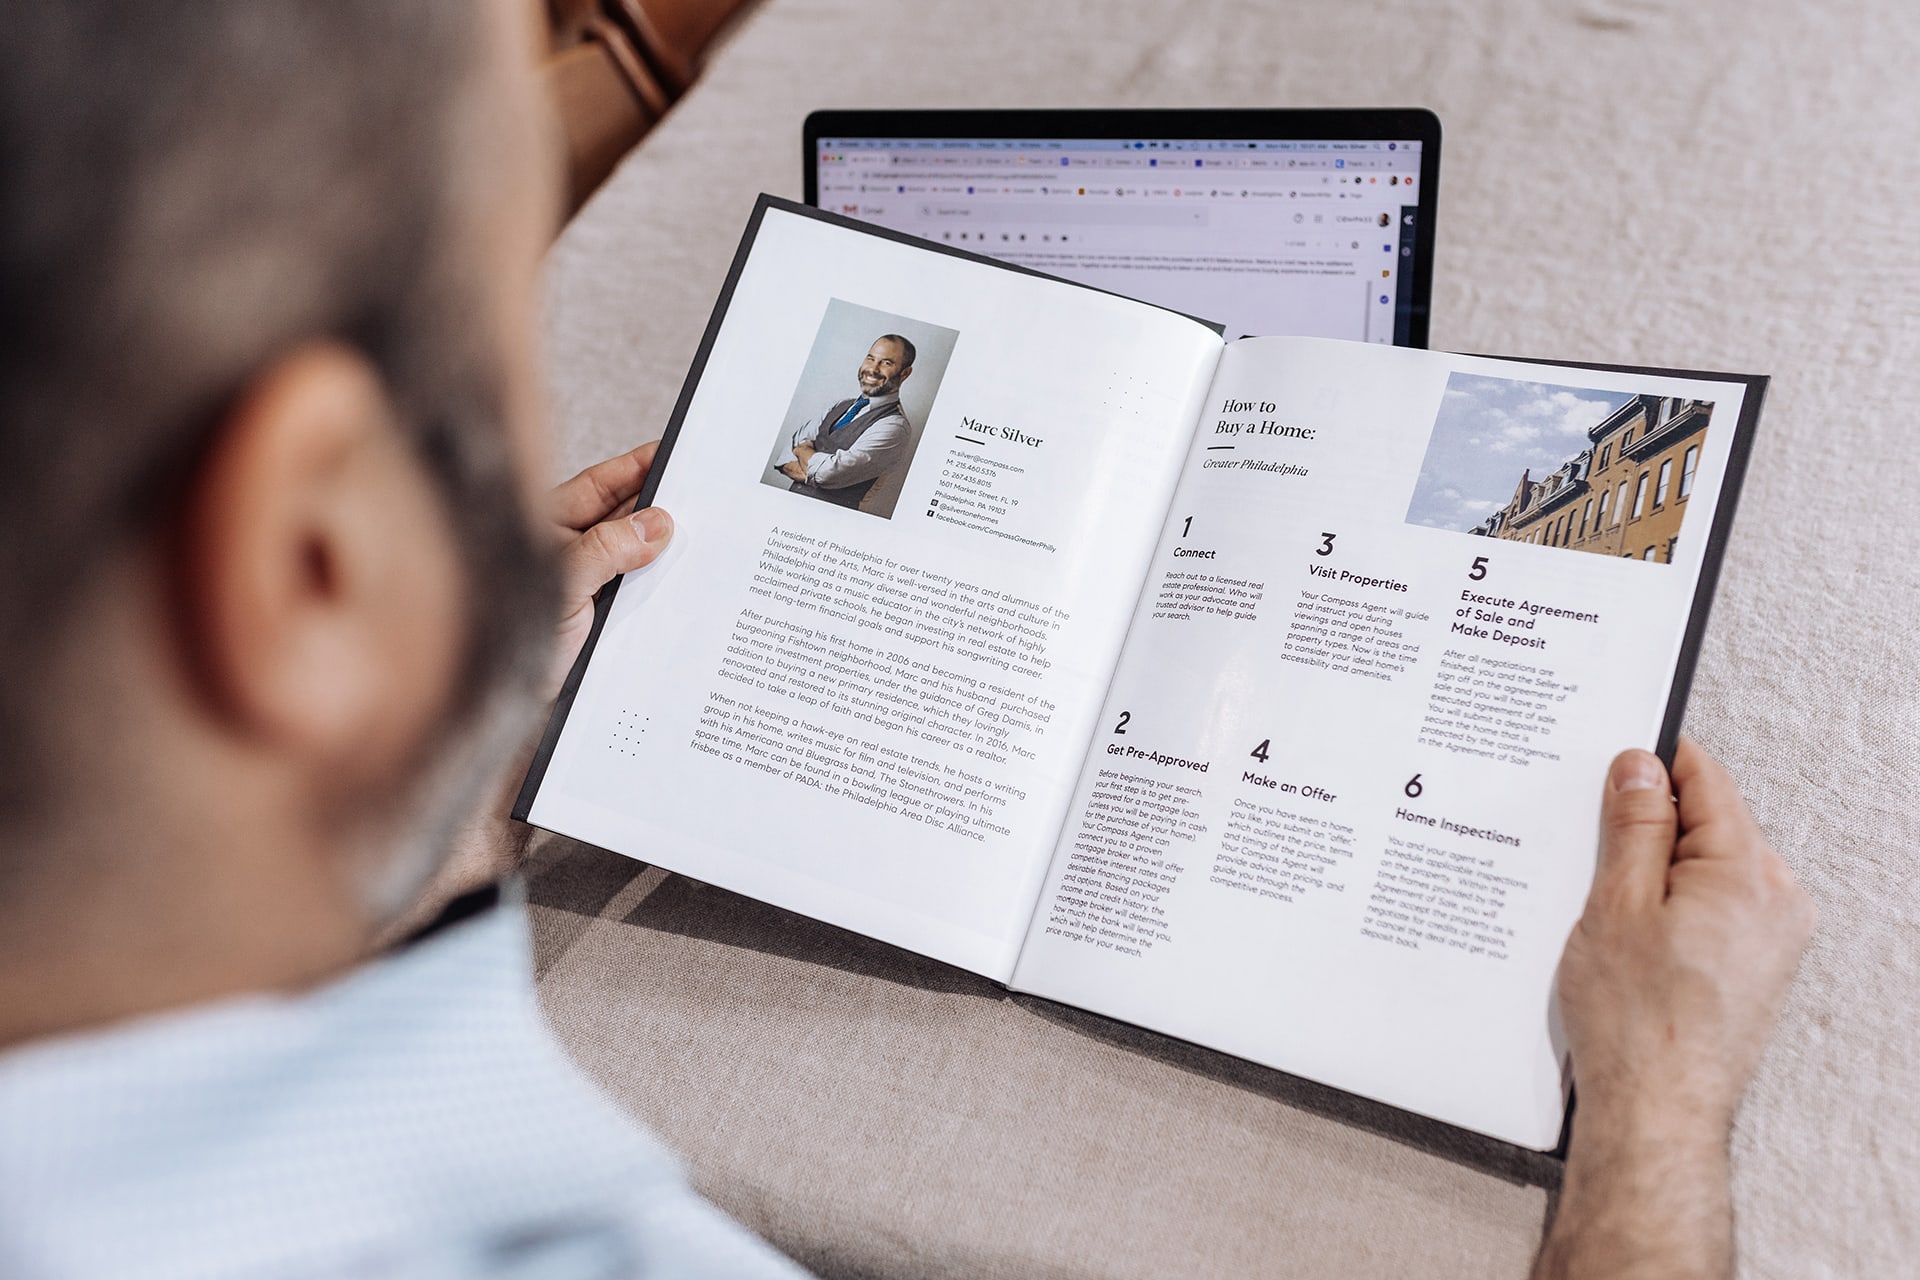 Gmail
Search mail
COMPASS
Marc Silver
m.silver@compass.com
M: 215.460.5376
O: 267.435.8015
1601 Market Street, FL 19
Philadelphia, PA 19103
@silvertonehomes
facebook.com/CompassGreaterPhilly
A resident of Philadelphia for over twenty years and alumnus of the
University of the Arts, Marc is well-versed in the arts and culture in
Philadelphia and its many diverse and wonderful neighborhoods.
While working as a music educator in the city's network of highly
acclaimed private schools, he began investing in real estate to help
meet long-term financial goals and support his songwriting career.
After purchasing his first home in 2006 and becoming a resident of the
burgeoning Fishtown neighborhood, Marc and his husband purchased
two more investment properties, under the guidance of Greg Damis, in
addition to buying a new primary residence, which they lovingly
renovated and restored to its stunning original character. In 2016, Marc
decided to take a leap of faith and began his career as a realtor.
When not keeping a hawk-eye on real estate trends, he hosts a writing
group in his home, writes music for film and television, and performs
with his Americana and Bluegrass band, The Stonethrowers. In his
spare time, Marc can be found in a bowling league or playing ultimate
frisbee as a member of PADA: the Philadelphia Area Disc Alliance.
How to
Buy a Home:
Greater Philadelphia
1
Connect
Reach out to a licensed real
estate professional. Who will
work as your advocate and
trusted advisor to help guide
your search.
2
Get Pre-Approved
Before beginning your search,
your first step is to get pre-
approved for a mortgage loan
(unless you will be paying in cash
for the purchase of your home).
Your Compass Agent can
connect you to a proven
mortgage broker who will offer
competitive interest rates and
desirable financing packages
and options. Based on your
income and credit history, the
mortgage broker will determine
how much the bank will lend you,
which will help determine the
price range for your search.
3
Visit Properties
Your Compass Agent will guide
and instruct you during
viewings and open houses
spanning a range of areas and
property types. Now is the time
to consider your ideal home's
accessibility and amenities.
4
Make an Offer
Once you have seen a home
you like, you submit an "offer,"
which outlines the price, terms
and timing of the purchase.
Your Compass Agent will
provide advice on pricing, and
guide you through the
competitive process.
5
Execute Agreement
of Sale and
Make Deposit
After all negotiations are
finished, you and the Seller will
sign off on the agreement of
sale and you will have an
executed agreement of sale.
You will submit a deposit to
secure the home that is
protected by the contingencies
in the Agreement of Sale
6
Home Inspections
You and your agent will
schedule applicable inspections
on the property. Within the
time frames provided by the
Agreement of Sale, you will
either accept the property as is,
negotiate for credits or repairs,
or cancel the deal and get your
deposit back.